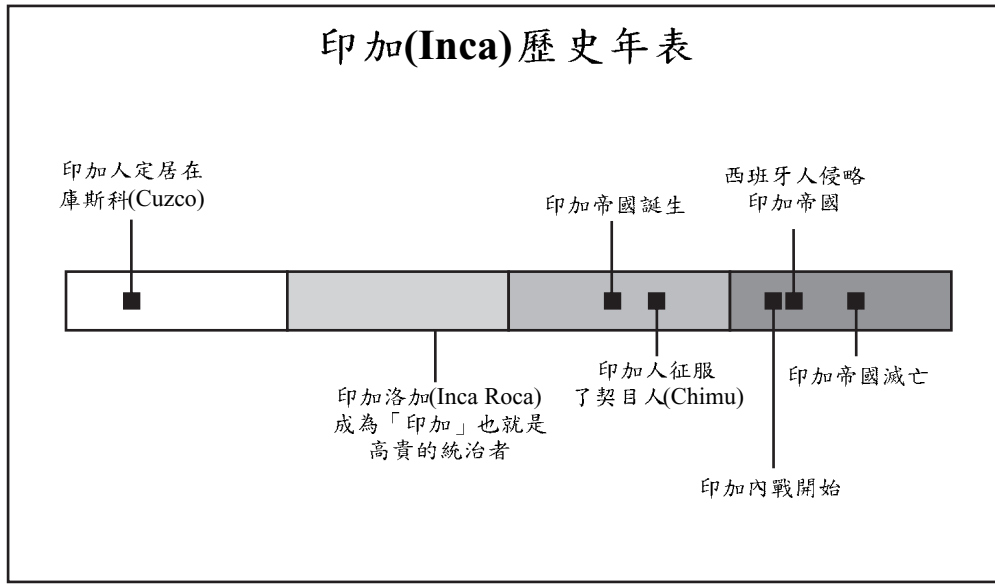 印加(Inca)歷史年表
印加人定居在
庫斯科(Cuzco)
印加帝國誕生
西班牙人侵略
印加帝國
印加洛加(Inca Roca)
成為「印加」也就是
高貴的統治者
印加人征服
了契目人(Chimu)
印加帝國滅亡
印加內戰開始